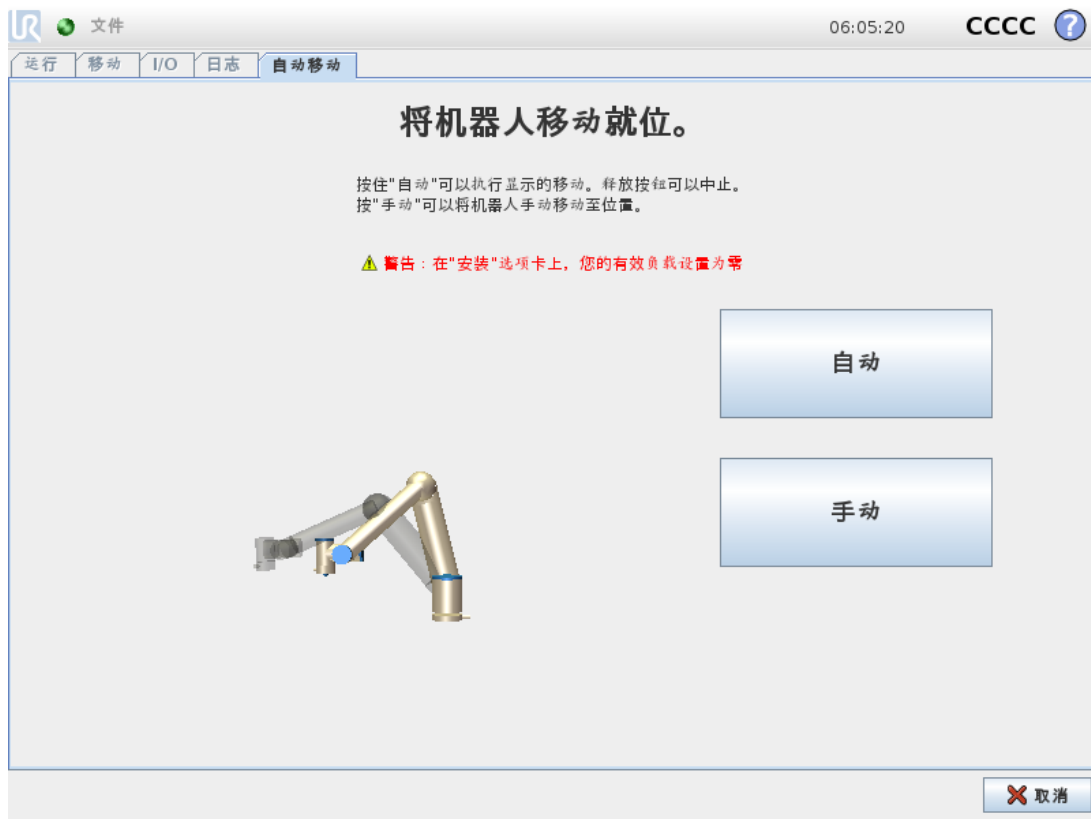 UR 文件 06:05:20 CCCC ?
运行 移动 I/O 日志 自动移动
将机器人移动就位。
按住"自动"可以执行显示的移动。释放按钮可以中止。
按"手动"可以将机器人手动移动至位置。
警告：在"安装"选项卡上，您的有效负载设置为零
自动
手动
取消